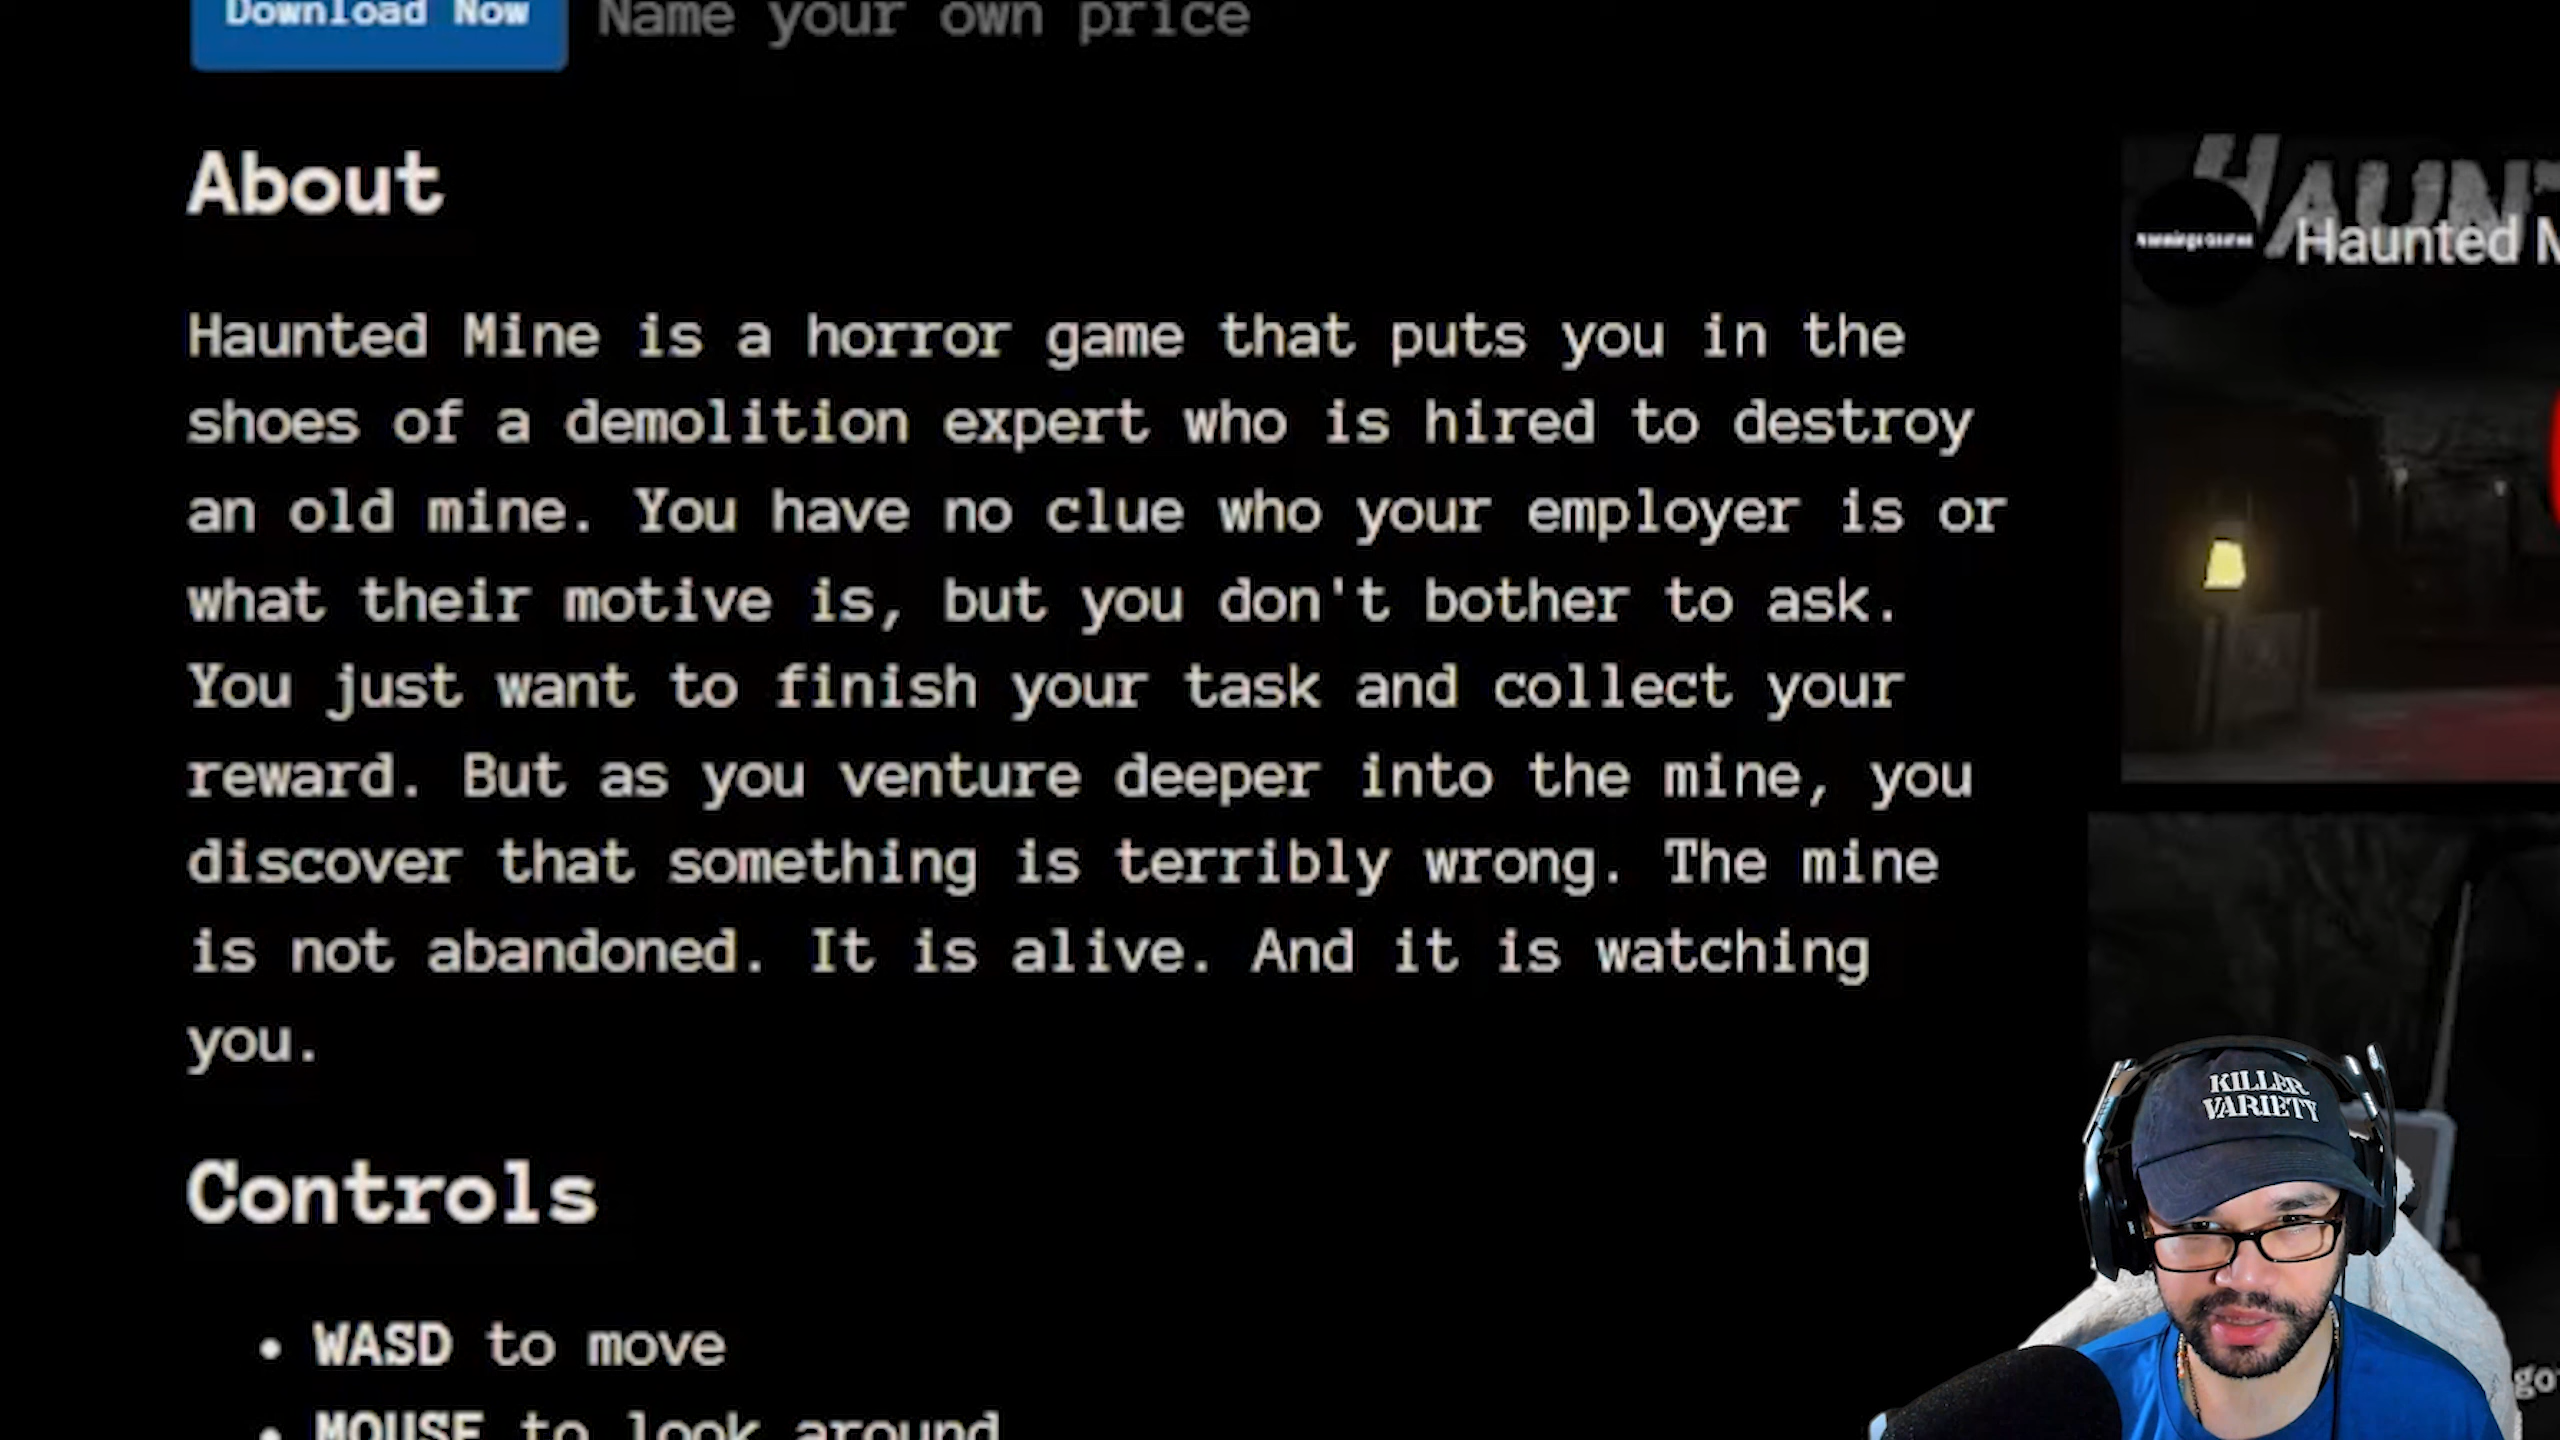 Download Now Name your own price
About
HAUN
Haunted M
Haunted Mine is a horror game that puts you in the
shoes of a demolition expert who is hired to destroy
an old mine. You have no clue who your employer is or
what their motive is, but you don't bother to ask.
You just want to finish your task and collect your
reward. But as you venture deeper into the mine, you
discover that something is terribly wrong. The mine
is not abandoned. It is alive. And it is watching
you.
KILLER
VARIETY
Controls
• WASD to move
• MOUSE to look around